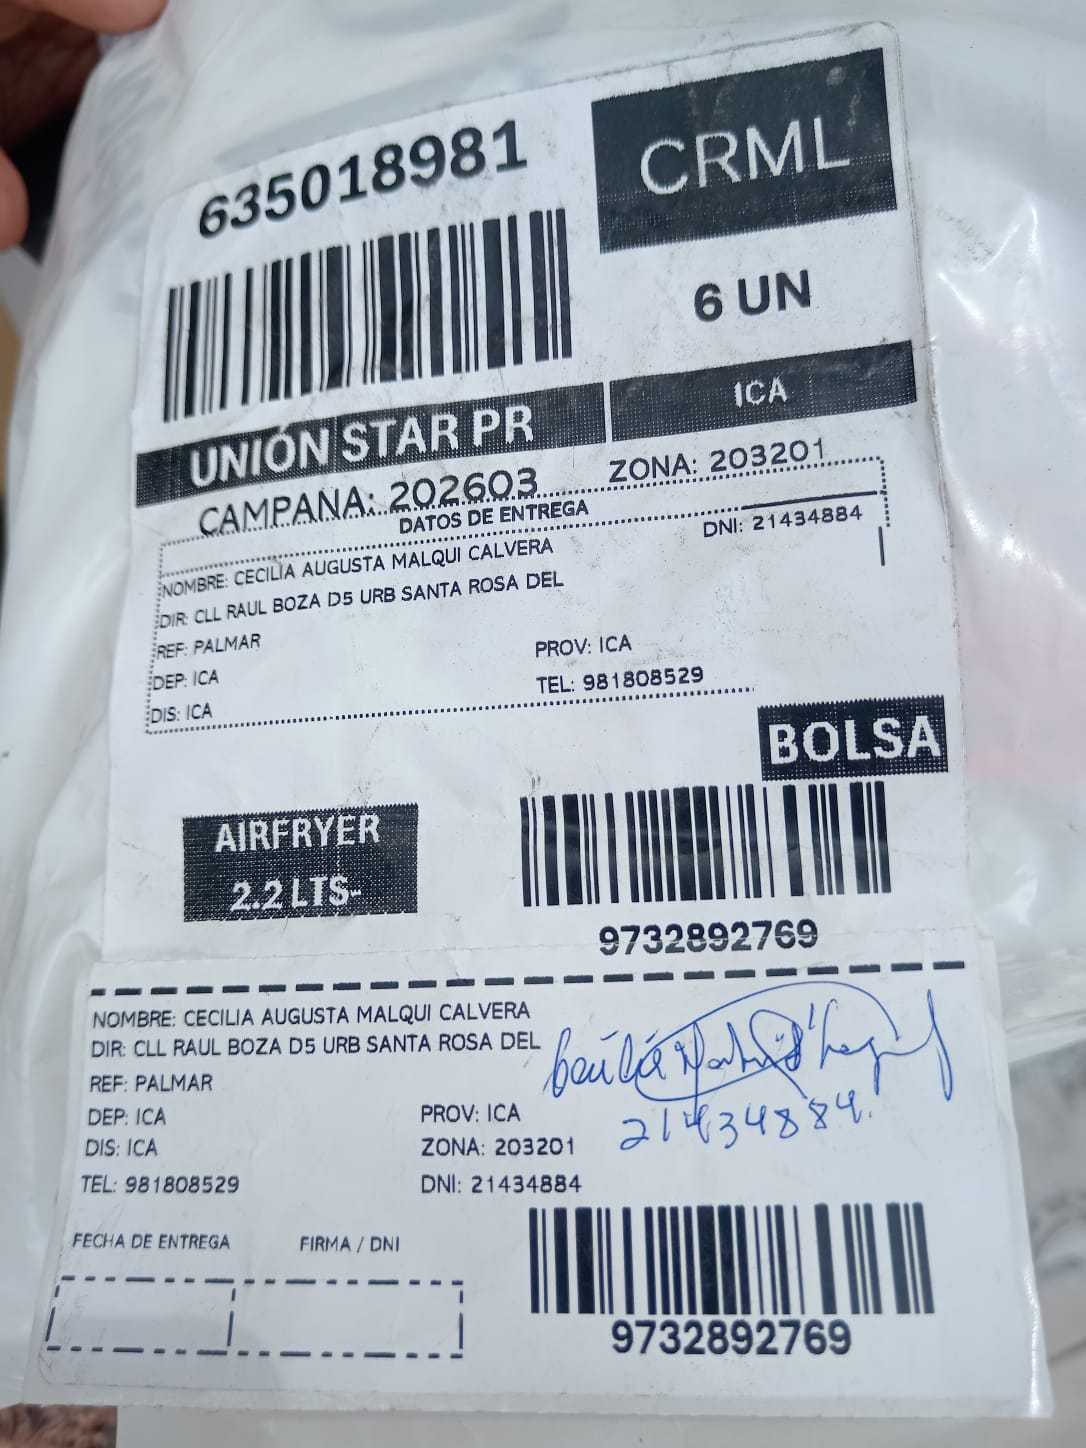 635018981
CRML
6 UN
UNIÓN STAR PR
ICA
CAMPAÑA: 202603
ZONA: 203201
DATOS DE ENTREGA
NOMBRE: CECILIA AUGUSTA MALQUI CALVERA
DNI: 21434884
DIR: CLL RAUL BOZA D5 URB SANTA ROSA DEL
REF: PALMAR
DEP: ICA
PROV: ICA
DIS: ICA
TEL: 981808529
BOLSA
AIRFRYER
2.2 LTS-
9732892769
NOMBRE: CECILIA AUGUSTA MALQUI CALVERA
DIR: CLL RAUL BOZA D5 URB SANTA ROSA DEL
REF: PALMAR
DEP: ICA
PROV: ICA
DIS: ICA
ZONA: 203201
TEL: 981808529
DNI: 21434884
21434884.
FECHA DE ENTREGA
FIRMA / DNI
9732892769